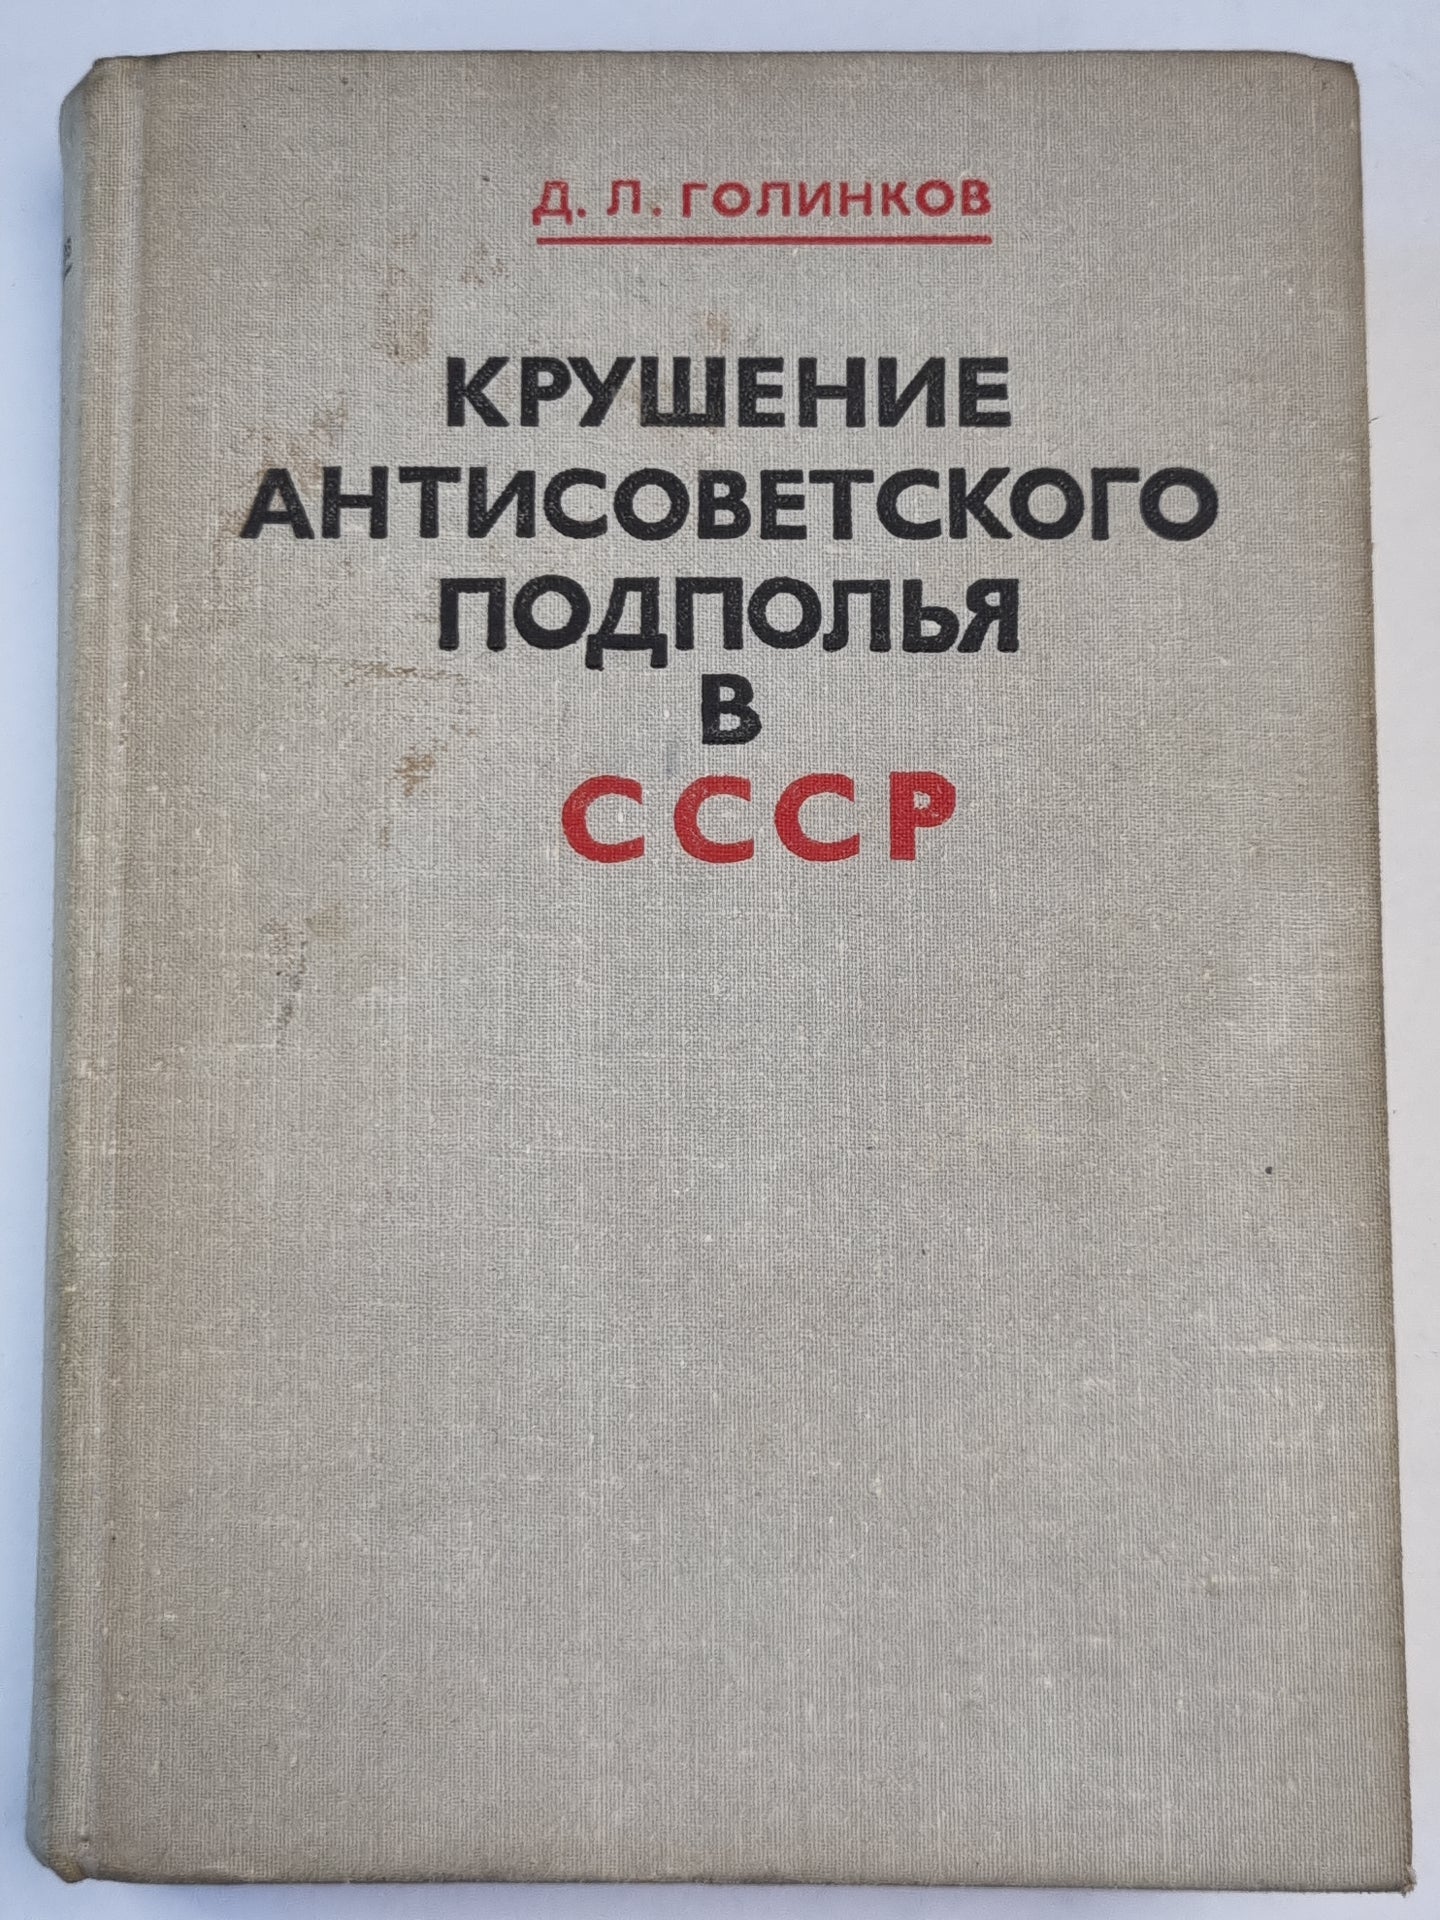 Д. Л. ГОЛИНКОВ
КРУШЕНИЕ
АНТИСОВЕТСКОГО
ПОДПОЛЬЯ
В
СССР